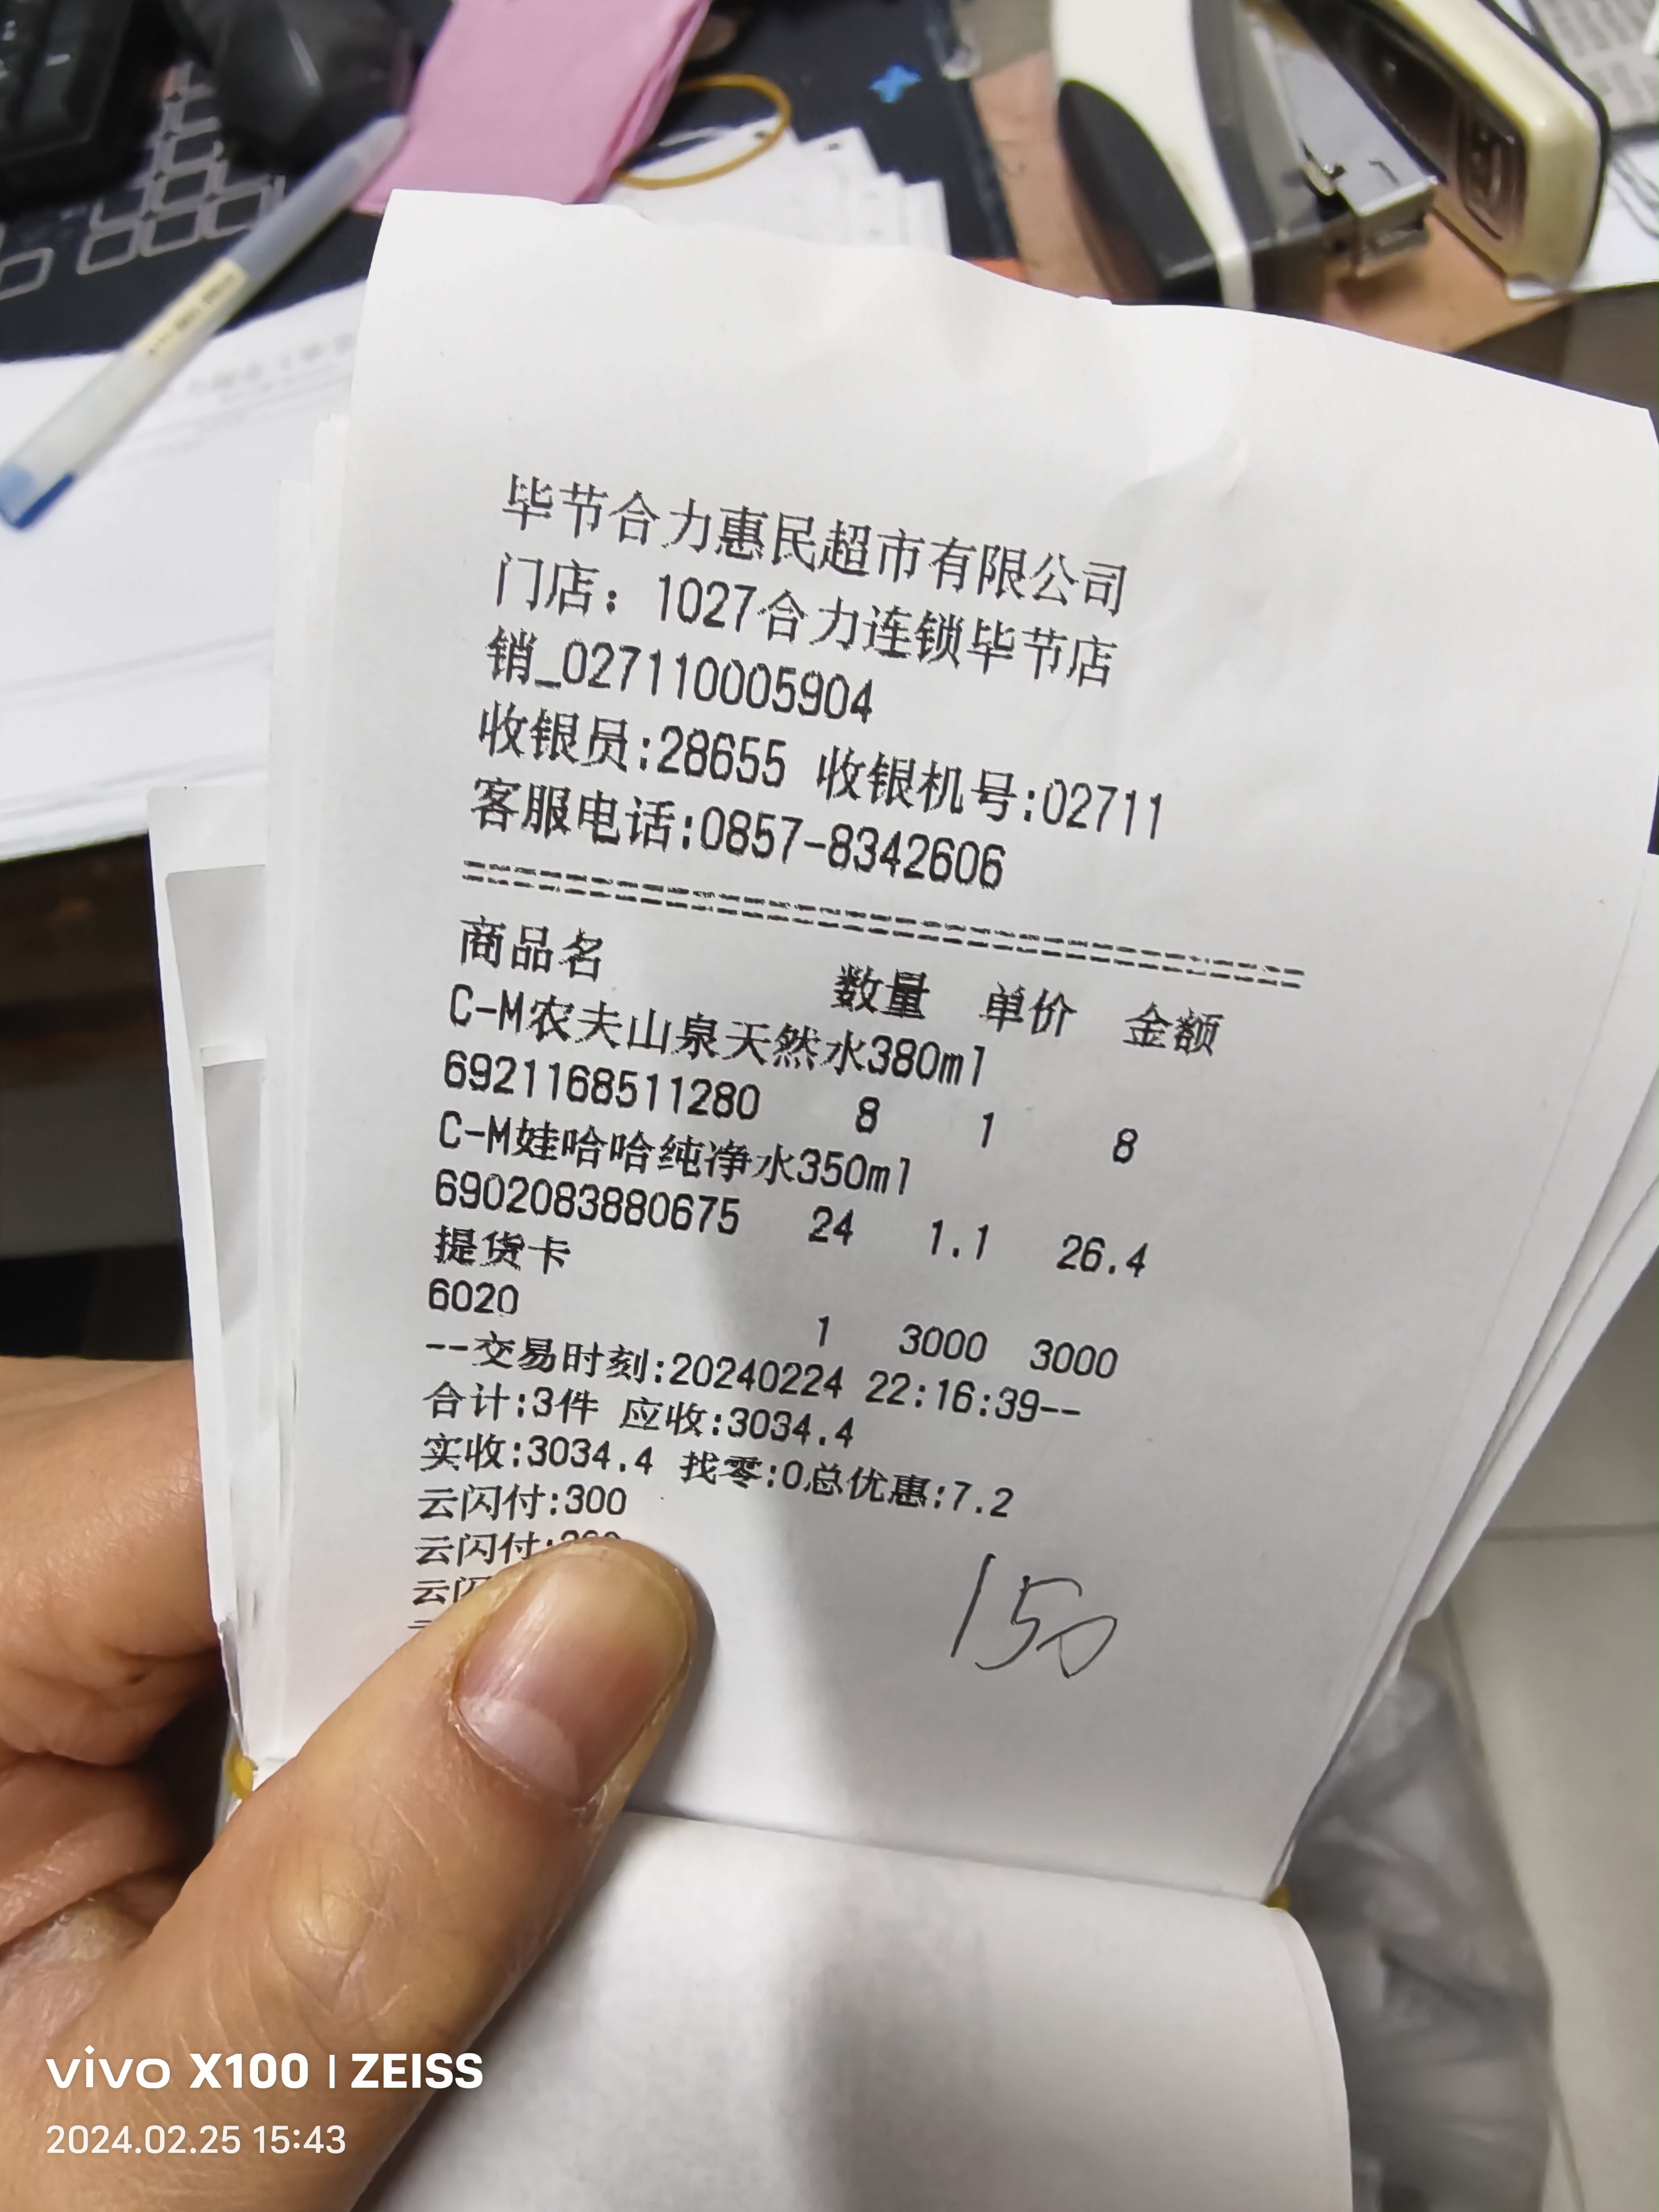 毕节合力惠民超市有限公司
门店：1027合力连锁毕节店
销_027110005904
收银员:28655 收银机号:02711
客服电话:0857-8342606
商品名 数量 单价 金额
C-M农夫山泉天然水380ml
6921168511280 8 1 8
C-M娃哈哈纯净水350ml
6902083880675 24 1.1 26.4
提货卡
6020 1 3000 3000
--交易时刻:20240224 22:16:39--
合计:3件 应收:3034.4
实收:3034.4 找零:0总优惠:7.2
云闪付:300
云闪付:
云闪
150
vivo X100 | ZEISS
2024.02.25 15:43